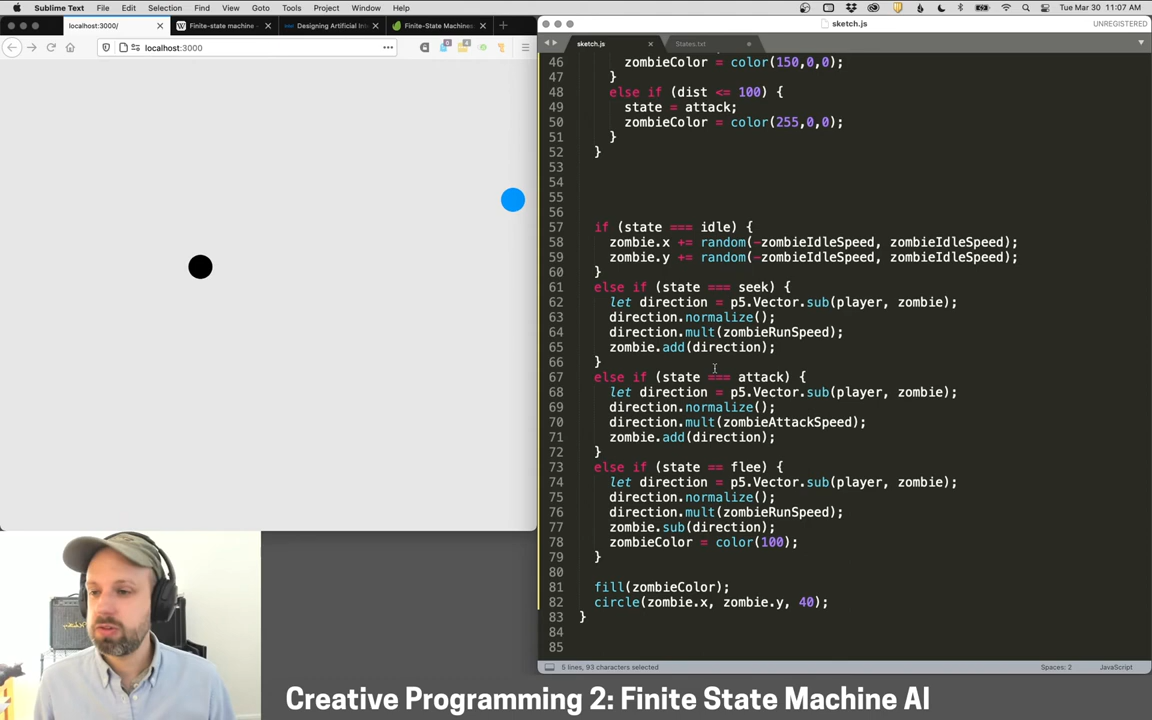 Sublime Text File Edit Selection Find View Goto Tools Project Window Help
Tue Mar 30 11:07 AM
localhost:3000/ × Finite-state machine - × Designing Artificial Int × Finite-State Machines: × +
localhost:3000
sketch.js
UNREGISTERED
sketch.js × States.txt
46 zombieColor = color(150,0,0);
47 }
48 else if (dist <= 100) {
49 state = attack;
50 zombieColor = color(255,0,0);
51 }
52 }
53
54
55
56
57 if (state === idle) {
58 zombie.x += random(-zombieIdleSpeed, zombieIdleSpeed);
59 zombie.y += random(-zombieIdleSpeed, zombieIdleSpeed);
60 }
61 else if (state === seek) {
62 let direction = p5.Vector.sub(player, zombie);
63 direction.normalize();
64 direction.mult(zombieRunSpeed);
65 zombie.add(direction);
66 }
67 else if (state === attack) {
68 let direction = p5.Vector.sub(player, zombie);
69 direction.normalize();
70 direction.mult(zombieAttackSpeed);
71 zombie.add(direction);
72 }
73 else if (state == flee) {
74 let direction = p5.Vector.sub(player, zombie);
75 direction.normalize();
76 direction.mult(zombieRunSpeed);
77 zombie.sub(direction);
78 zombieColor = color(100);
79 }
80
81 fill(zombieColor);
82 circle(zombie.x, zombie.y, 40);
83 }
84
85
5 lines, 93 characters selected
Spaces: 2 JavaScript
Creative Programming 2: Finite State Machine AI